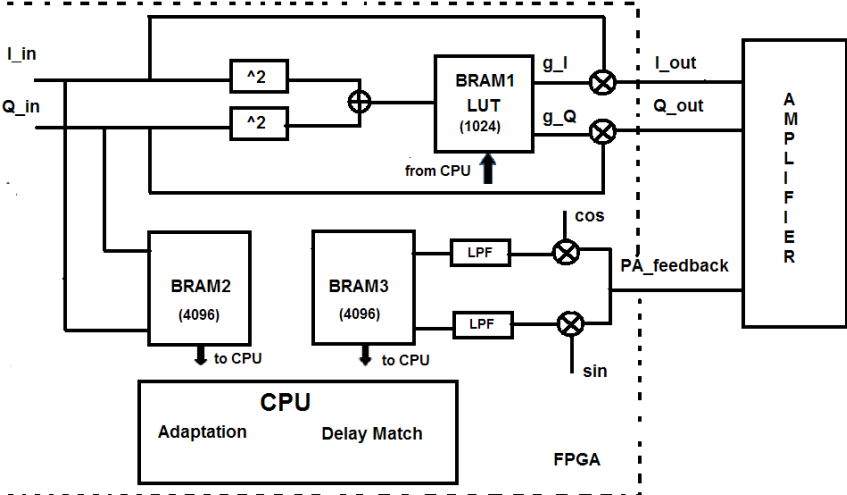 I_in
Q_in
^2
^2
BRAM1
LUT
(1024)
from CPU
g_I
g_Q
I_out
Q_out
AMPLIFIER
cos
PA_feedback
LPF
LPF
sin
BRAM2
(4096)
to CPU
BRAM3
(4096)
to CPU
CPU
Adaptation
Delay Match
FPGA